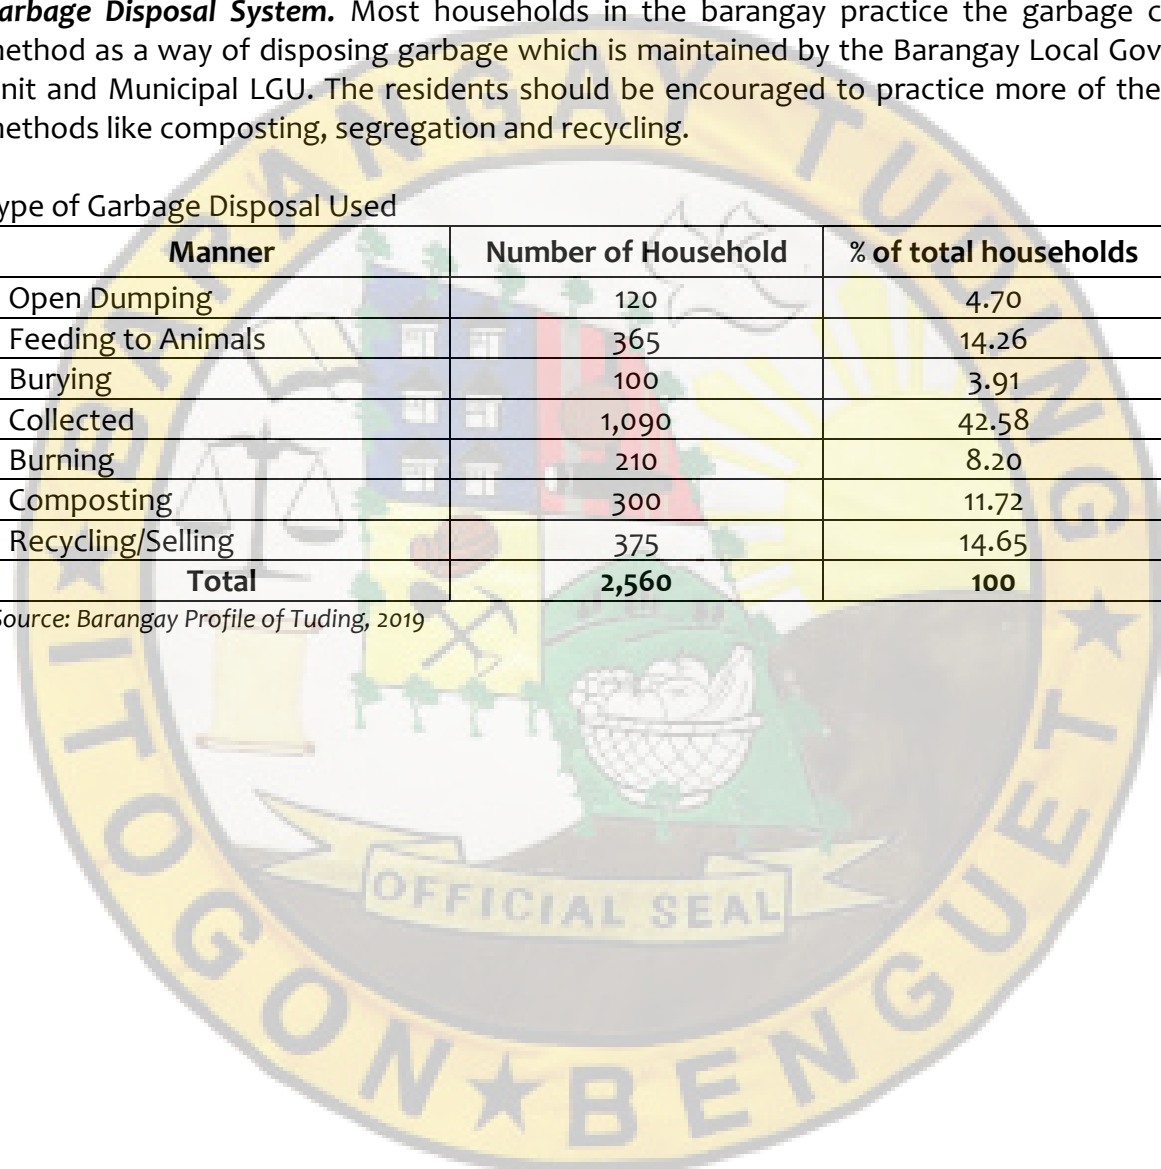 arbage Disposal System. Most households in the barangay practice the garbage c
nethod as a way of disposing garbage which is maintained by the Barangay Local Gov
nit and Municipal LGU. The residents should be encouraged to practice more of the
nethods like composting, segregation and recycling.
ype of Garbage Disposal Used
Manner Number of Household % of total households
Open Dumping 120 4.70
Feeding to Animals 365 14.26
Burying 100 3.91
Collected 1,090 42.58
Burning 210 8.20
Composting 300 11.72
Recycling/Selling 375 14.65
Total 2,560 100
Source: Barangay Profile of Tuding, 2019
BARANGAY TUDING
ITOGON BENGUET
OFFICIAL SEAL